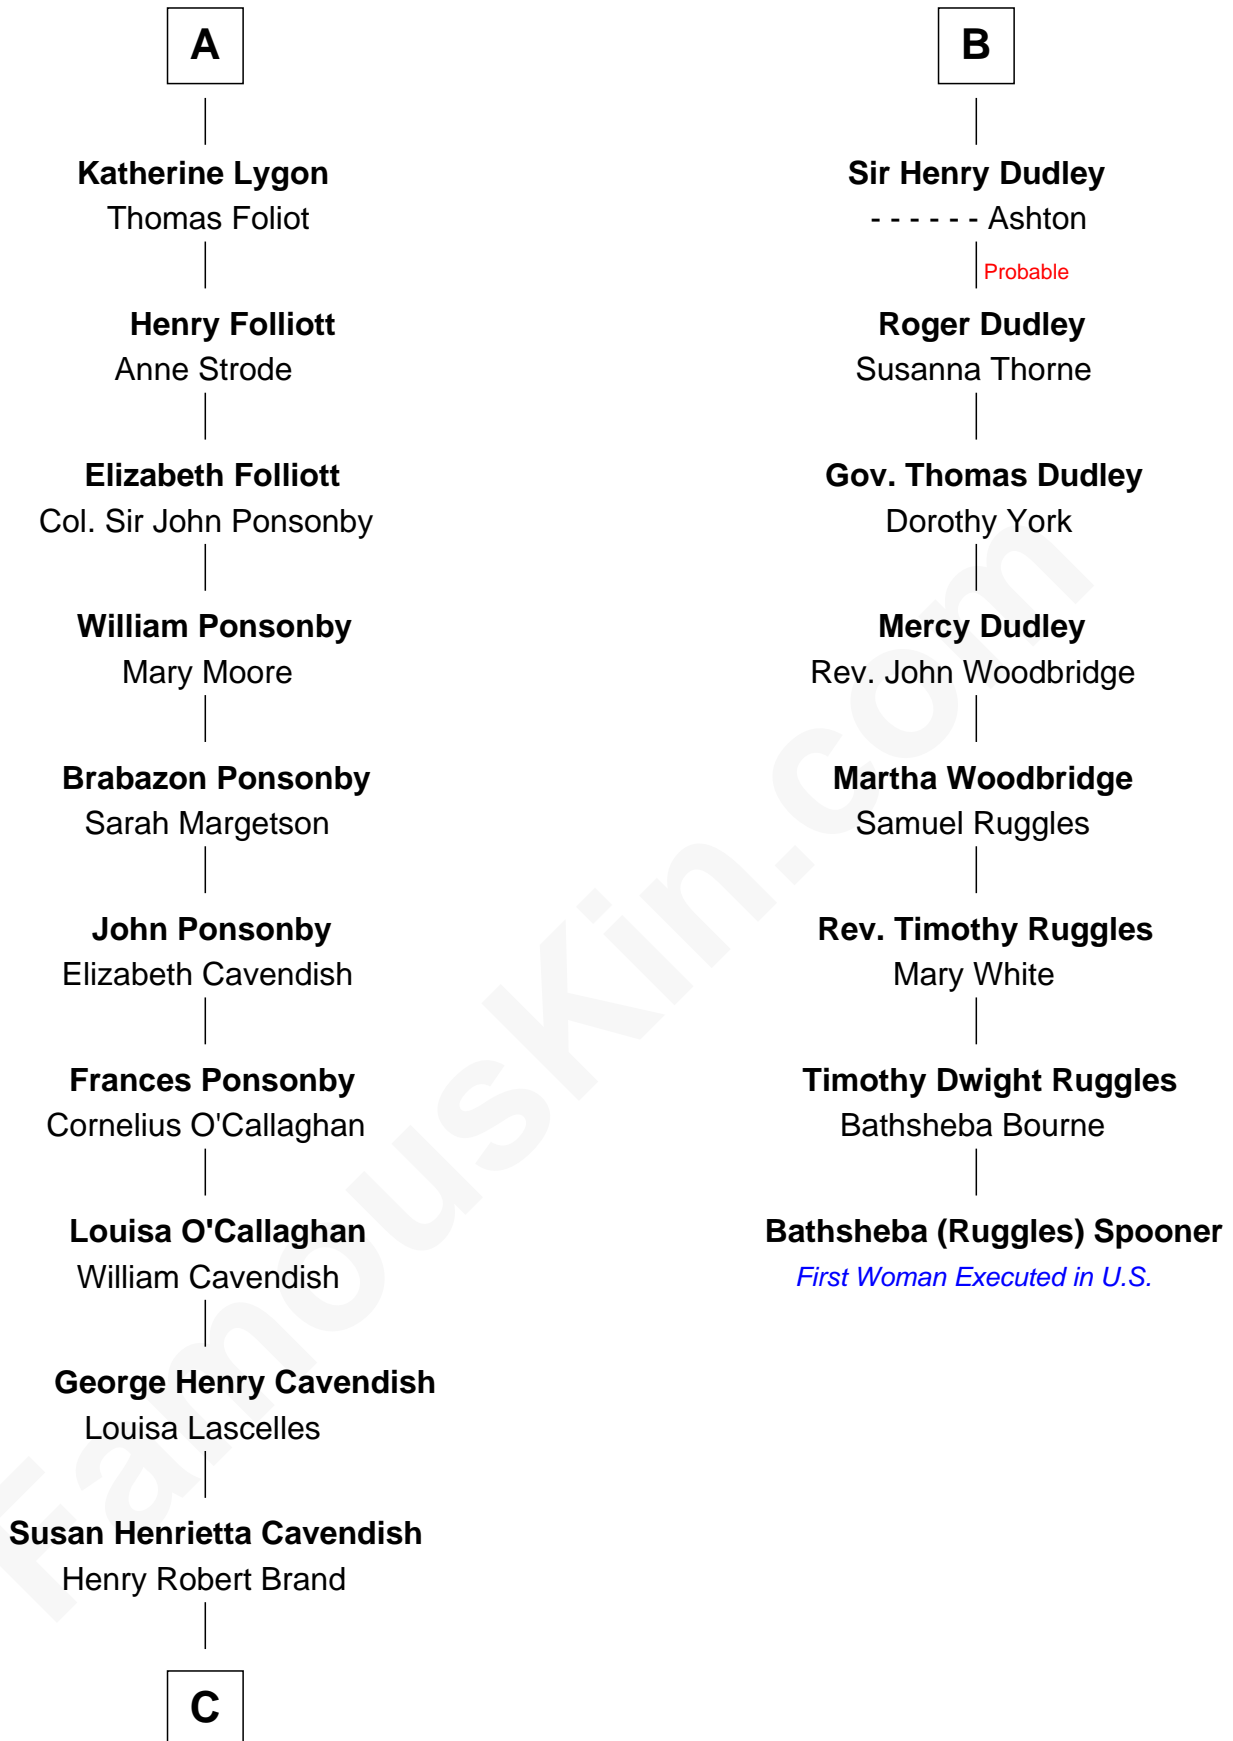 A
Katherine Lygon
Thomas Foliot
Henry Folliott
Anne Strode
Elizabeth Folliott
Col. Sir John Ponsonby
William Ponsonby
Mary Moore
Brabazon Ponsonby
Sarah Margetson
John Ponsonby
Elizabeth Cavendish
Frances Ponsonby
Cornelius O'Callaghan
Louisa O'Callaghan
William Cavendish
George Henry Cavendish
Louisa Lascelles
Susan Henrietta Cavendish
Henry Robert Brand
C
B
Sir Henry Dudley
- - - - - - Ashton
Probable
Roger Dudley
Susanna Thorne
Gov. Thomas Dudley
Dorothy York
Mercy Dudley
Rev. John Woodbridge
Martha Woodbridge
Samuel Ruggles
Rev. Timothy Ruggles
Mary White
Timothy Dwight Ruggles
Bathsheba Bourne
Bathsheba (Ruggles) Spooner
First Woman Executed in U.S.
FamousKin.com